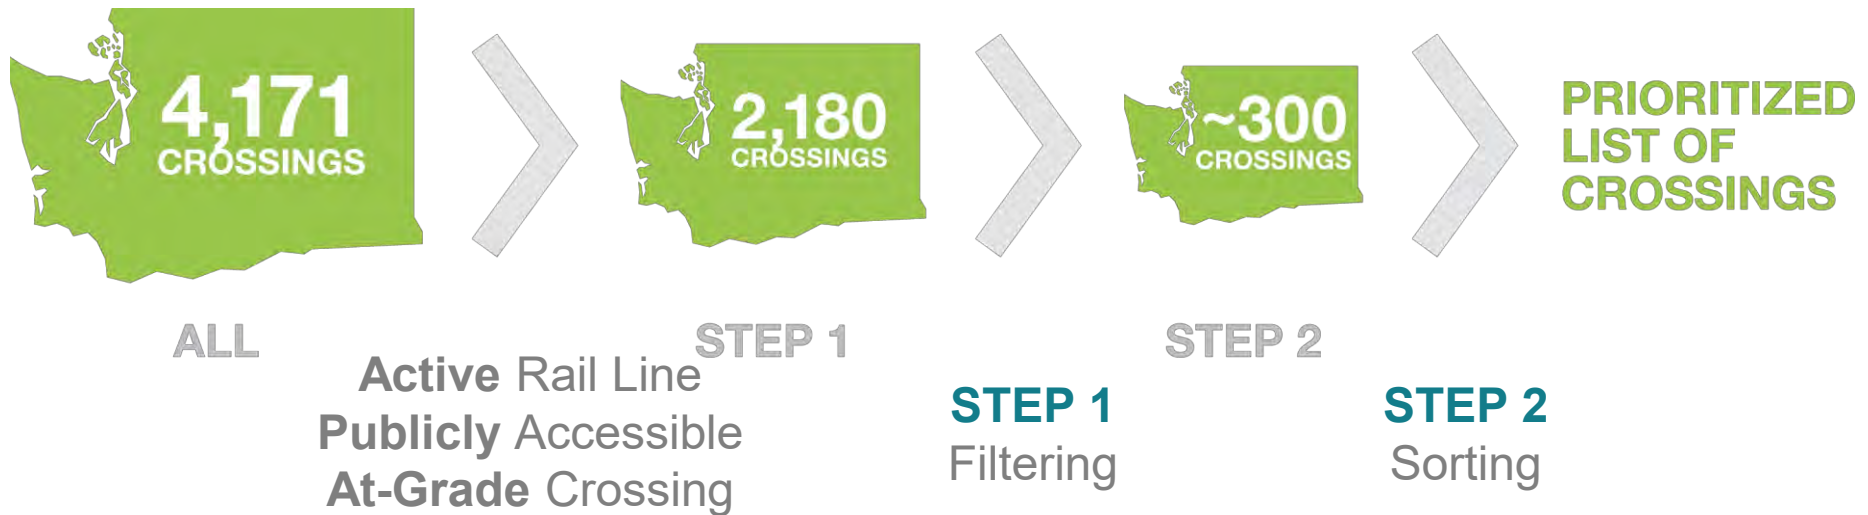 4,171
CROSSINGS
2,180
CROSSINGS
~300
CROSSINGS
PRIORITIZED
LIST OF
CROSSINGS
ALL
STEP 1
STEP 2
Active Rail Line
Publicly Accessible
At-Grade Crossing
STEP 1
Filtering
STEP 2
Sorting